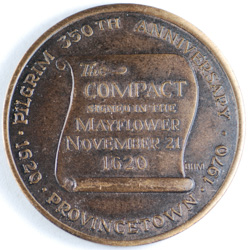 PILGRIM 350TH ANNIVERSARY
1620 · PROVINCETOWN · 1970
The
COMPACT
SIGNED IN THE
MAYFLOWER
NOVEMBER 21
1620